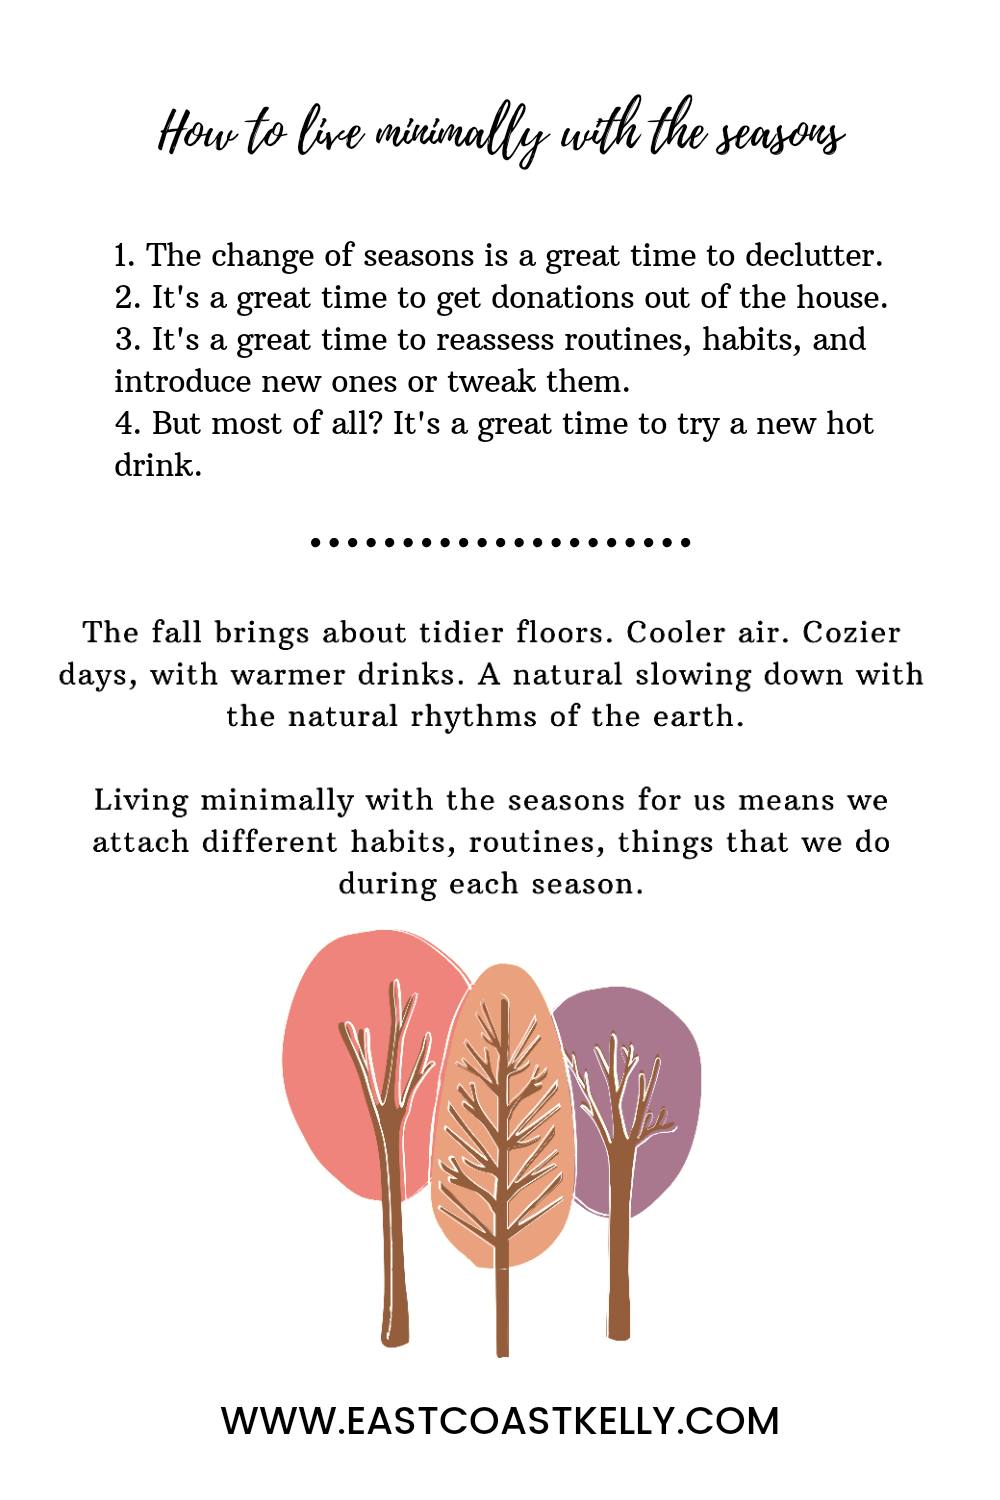 How to live minimally with the seasons
1. The change of seasons is a great time to declutter.
2. It's a great time to get donations out of the house.
3. It's a great time to reassess routines, habits, and
introduce new ones or tweak them.
4. But most of all? It's a great time to try a new hot
drink.
The fall brings about tidier floors. Cooler air. Cozier
days, with warmer drinks. A natural slowing down with
the natural rhythms of the earth.
Living minimally with the seasons for us means we
attach different habits, routines, things that we do
during each season.
WWW.EASTCOASTKELLY.COM